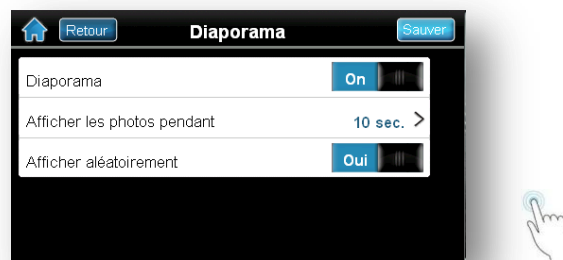 Retour Diaporama Sauver
Diaporama On
Afficher les photos pendant 10 sec. >
Afficher aléatoirement Oui